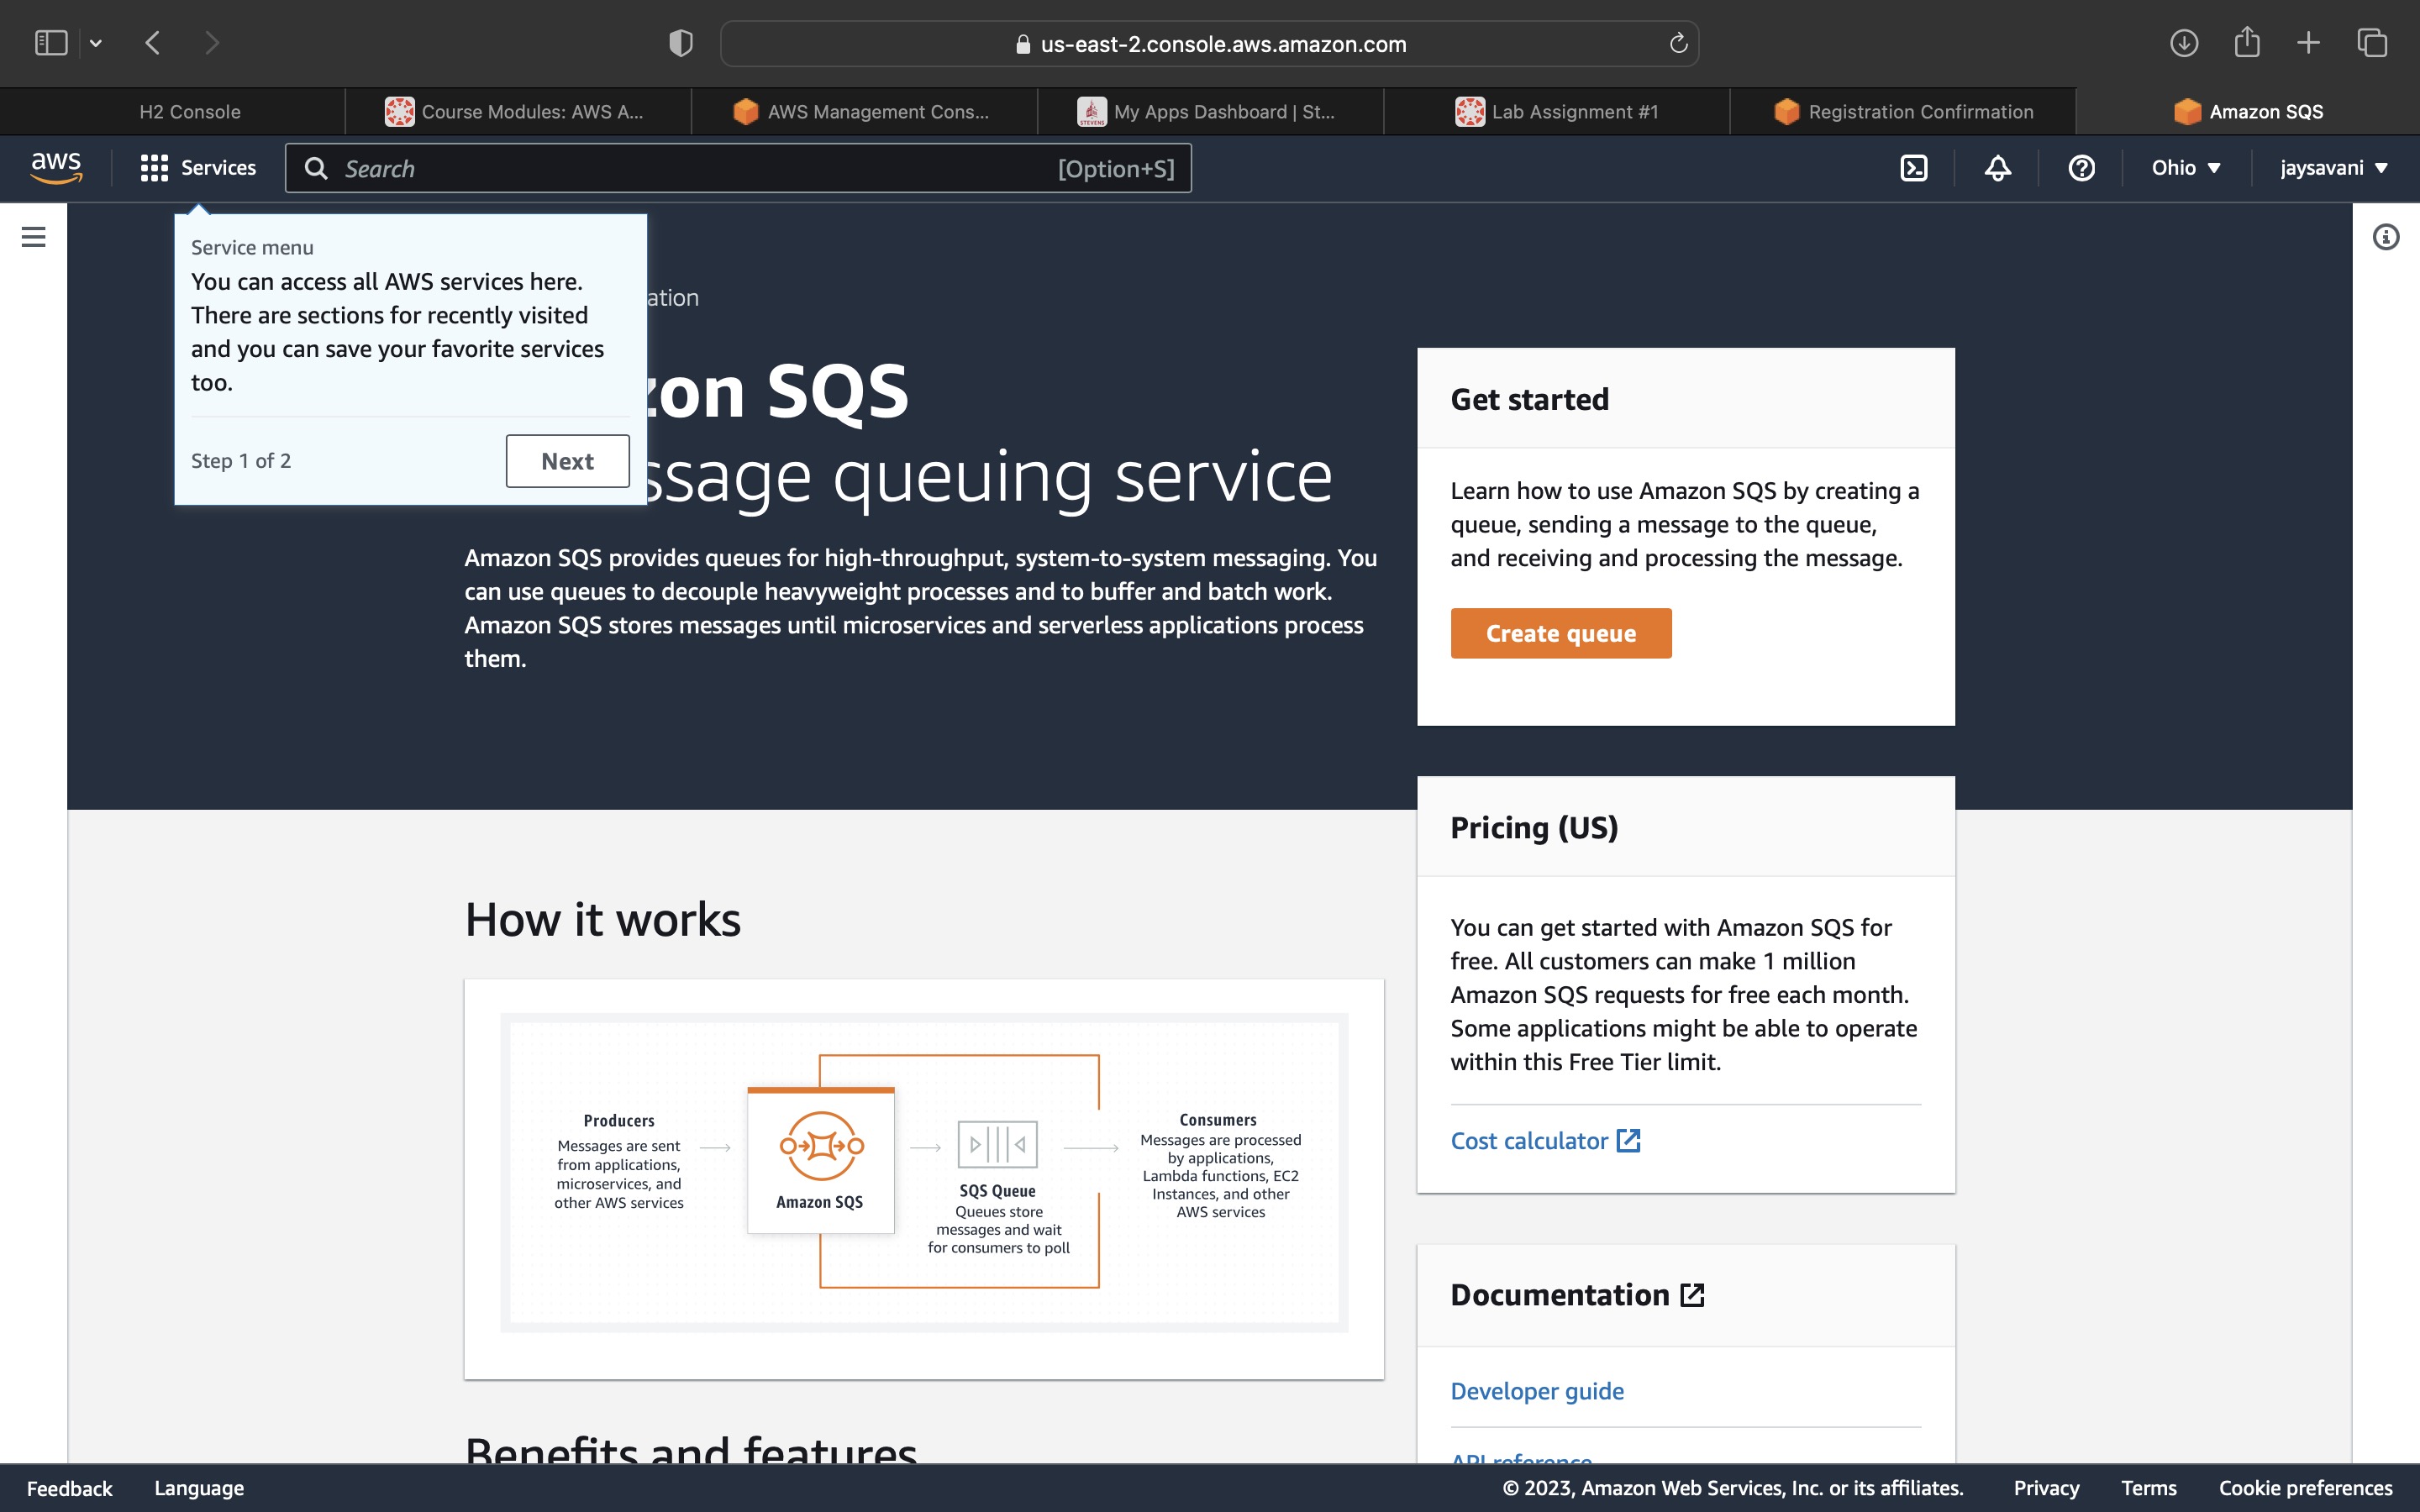 us-east-2.console.aws.amazon.com
H2 Console
Course Modules: AWS A...
AWS Management Cons...
My Apps Dashboard | St...
Lab Assignment #1
Registration Confirmation
Amazon SQS
aws
Services
Search
[Option+S]
Ohio
jaysavani
Service menu
You can access all AWS services here.
There are sections for recently visited
and you can save your favorite services
too.
Step 1 of 2
Next
ation
zon SQS
ssage queuing service
Amazon SQS provides queues for high-throughput, system-to-system messaging. You
can use queues to decouple heavyweight processes and to buffer and batch work.
Amazon SQS stores messages until microservices and serverless applications process
them.
Get started
Learn how to use Amazon SQS by creating a
queue, sending a message to the queue,
and receiving and processing the message.
Create queue
Pricing (US)
You can get started with Amazon SQS for
free. All customers can make 1 million
Amazon SQS requests for free each month.
Some applications might be able to operate
within this Free Tier limit.
Cost calculator
How it works
Producers
Messages are sent
from applications,
microservices, and
other AWS services
Amazon SQS
SQS Queue
Queues store
messages and wait
for consumers to poll
Consumers
Messages are processed
by applications,
Lambda functions, EC2
Instances, and other
AWS services
Documentation
Developer guide
API reference
Benefits and features
Feedback
Language
© 2023, Amazon Web Services, Inc. or its affiliates.
Privacy
Terms
Cookie preferences